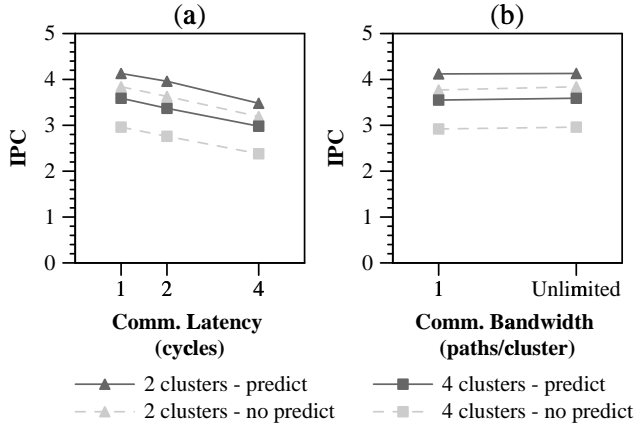 (a)
5
4
3
2
1
0
IPC
1 2 4
Comm. Latency
(cycles)
(b)
5
4
3
2
1
0
IPC
1 Unlimited
Comm. Bandwidth
(paths/cluster)
2 clusters - predict
2 clusters - no predict
4 clusters - predict
4 clusters - no predict